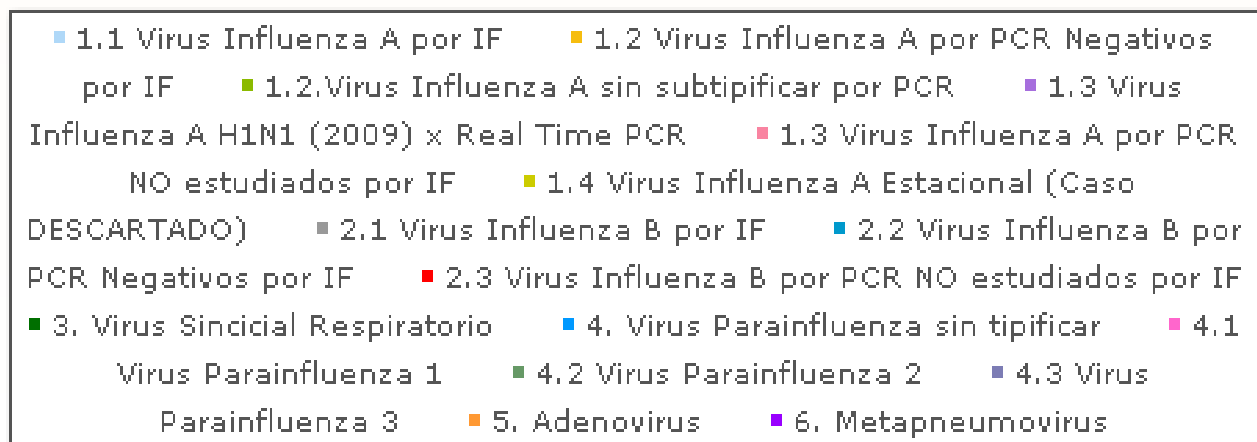 1.1 Virus Influenza A por IF 1.2 Virus Influenza A por PCR Negativos
por IF 1.2.Virus Influenza A sin subtipificar por PCR 1.3 Virus
Influenza A H1N1 (2009) x Real Time PCR 1.3 Virus Influenza A por PCR
NO estudiados por IF 1.4 Virus Influenza A Estacional (Caso
DESCARTADO) 2.1 Virus Influenza B por IF 2.2 Virus Influenza B por
PCR Negativos por IF 2.3 Virus Influenza B por PCR NO estudiados por IF
3. Virus Sincicial Respiratorio 4. Virus Parainfluenza sin tipificar 4.1
Virus Parainfluenza 1 4.2 Virus Parainfluenza 2 4.3 Virus
Parainfluenza 3 5. Adenovirus 6. Metapneumovirus